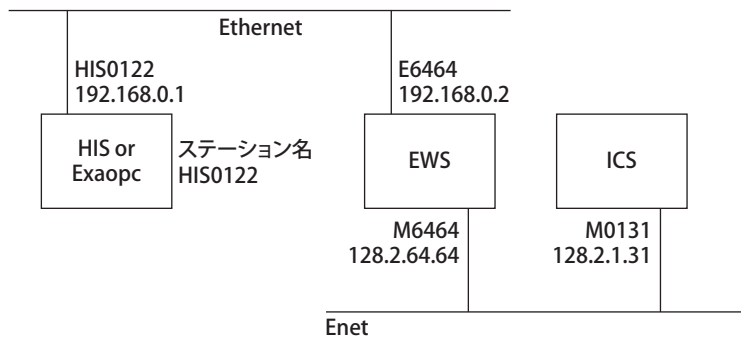 Ethernet
HIS0122
192.168.0.1
E6464
192.168.0.2
HIS or
Exaopc
ステーション名
HIS0122
EWS
ICS
M6464
128.2.64.64
M0131
128.2.1.31
Enet